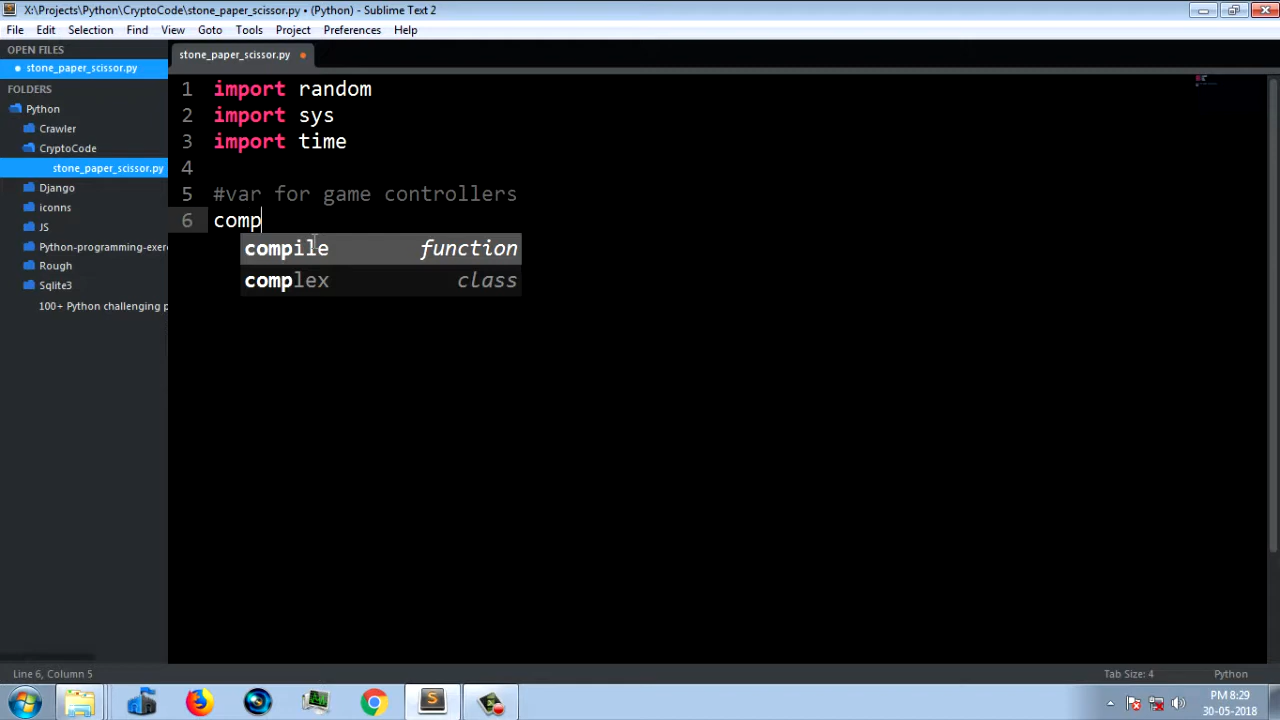 X:\Projects\Python\CryptoCode\stone_paper_scissor.py • (Python) - Sublime Text 2
File Edit Selection Find View Goto Tools Project Preferences Help
OPEN FILES
stone_paper_scissor.py
FOLDERS
Python
Crawler
CryptoCode
stone_paper_scissor.py
Django
iconns
JS
Python-programming-exer
Rough
Sqlite3
100+ Python challenging p
stone_paper_scissor.py
1 import random
2 import sys
3 import time
4
5 #var for game controllers
6 comp
compile function
complex class
Line 6, Column 5
Tab Size: 4
Python
PM 8:29
30-05-2018